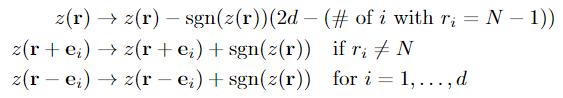 z(r) → z(r) − sgn(z(r))(2d − (# of i with r_i = N − 1))
z(r + e_i) → z(r + e_i) + sgn(z(r)) if r_i ≠ N
z(r − e_i) → z(r − e_i) + sgn(z(r)) for i = 1, . . . , d